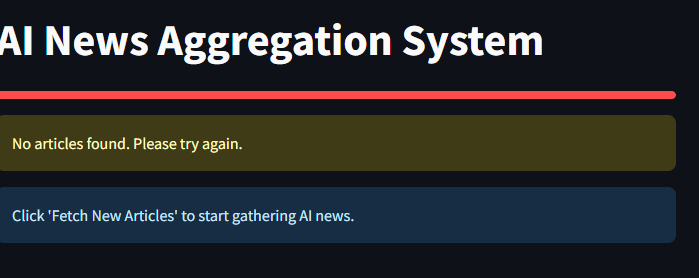 AI News Aggregation System
No articles found. Please try again.
Click 'Fetch New Articles' to start gathering AI news.